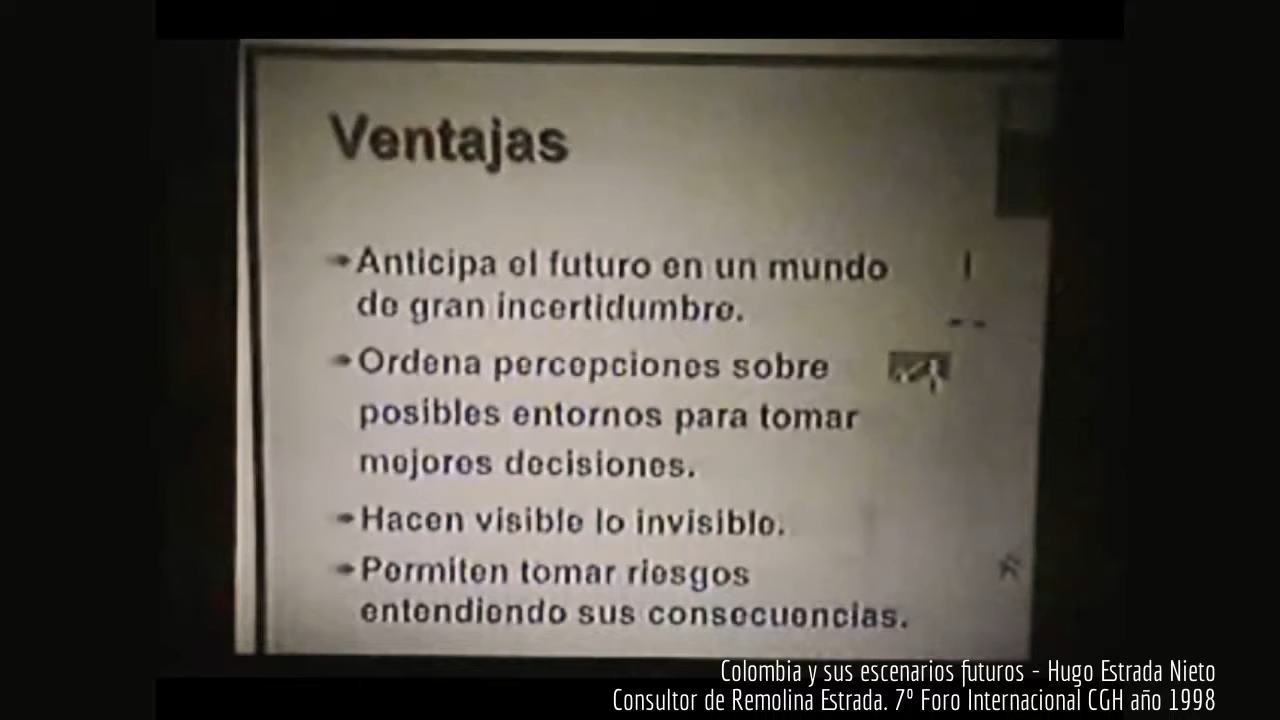 Ventajas
Anticipa el futuro en un mundo
de gran incertidumbre.
Ordena percepciones sobre
posibles entornos para tomar
mejores decisiones.
Hacen visible lo invisible.
Permiten tomar riesgos
entendiendo sus consecuencias.
Colombia y sus escenarios futuros - Hugo Estrada Nieto
Consultor de Remolina Estrada. 7º Foro Internacional CGH año 1998